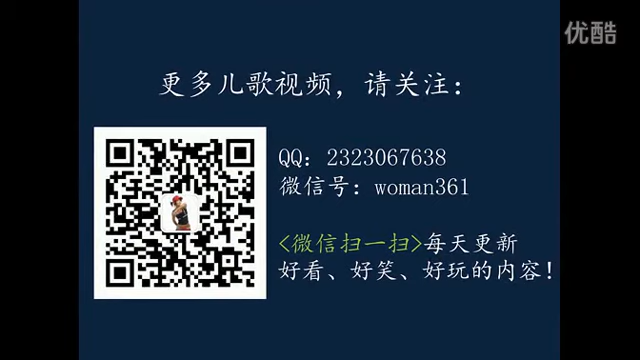 优酷
更多儿歌视频，请关注：
QQ：2323067638
微信号：woman361
<微信扫一扫>每天更新
好看、好笑、好玩的内容！